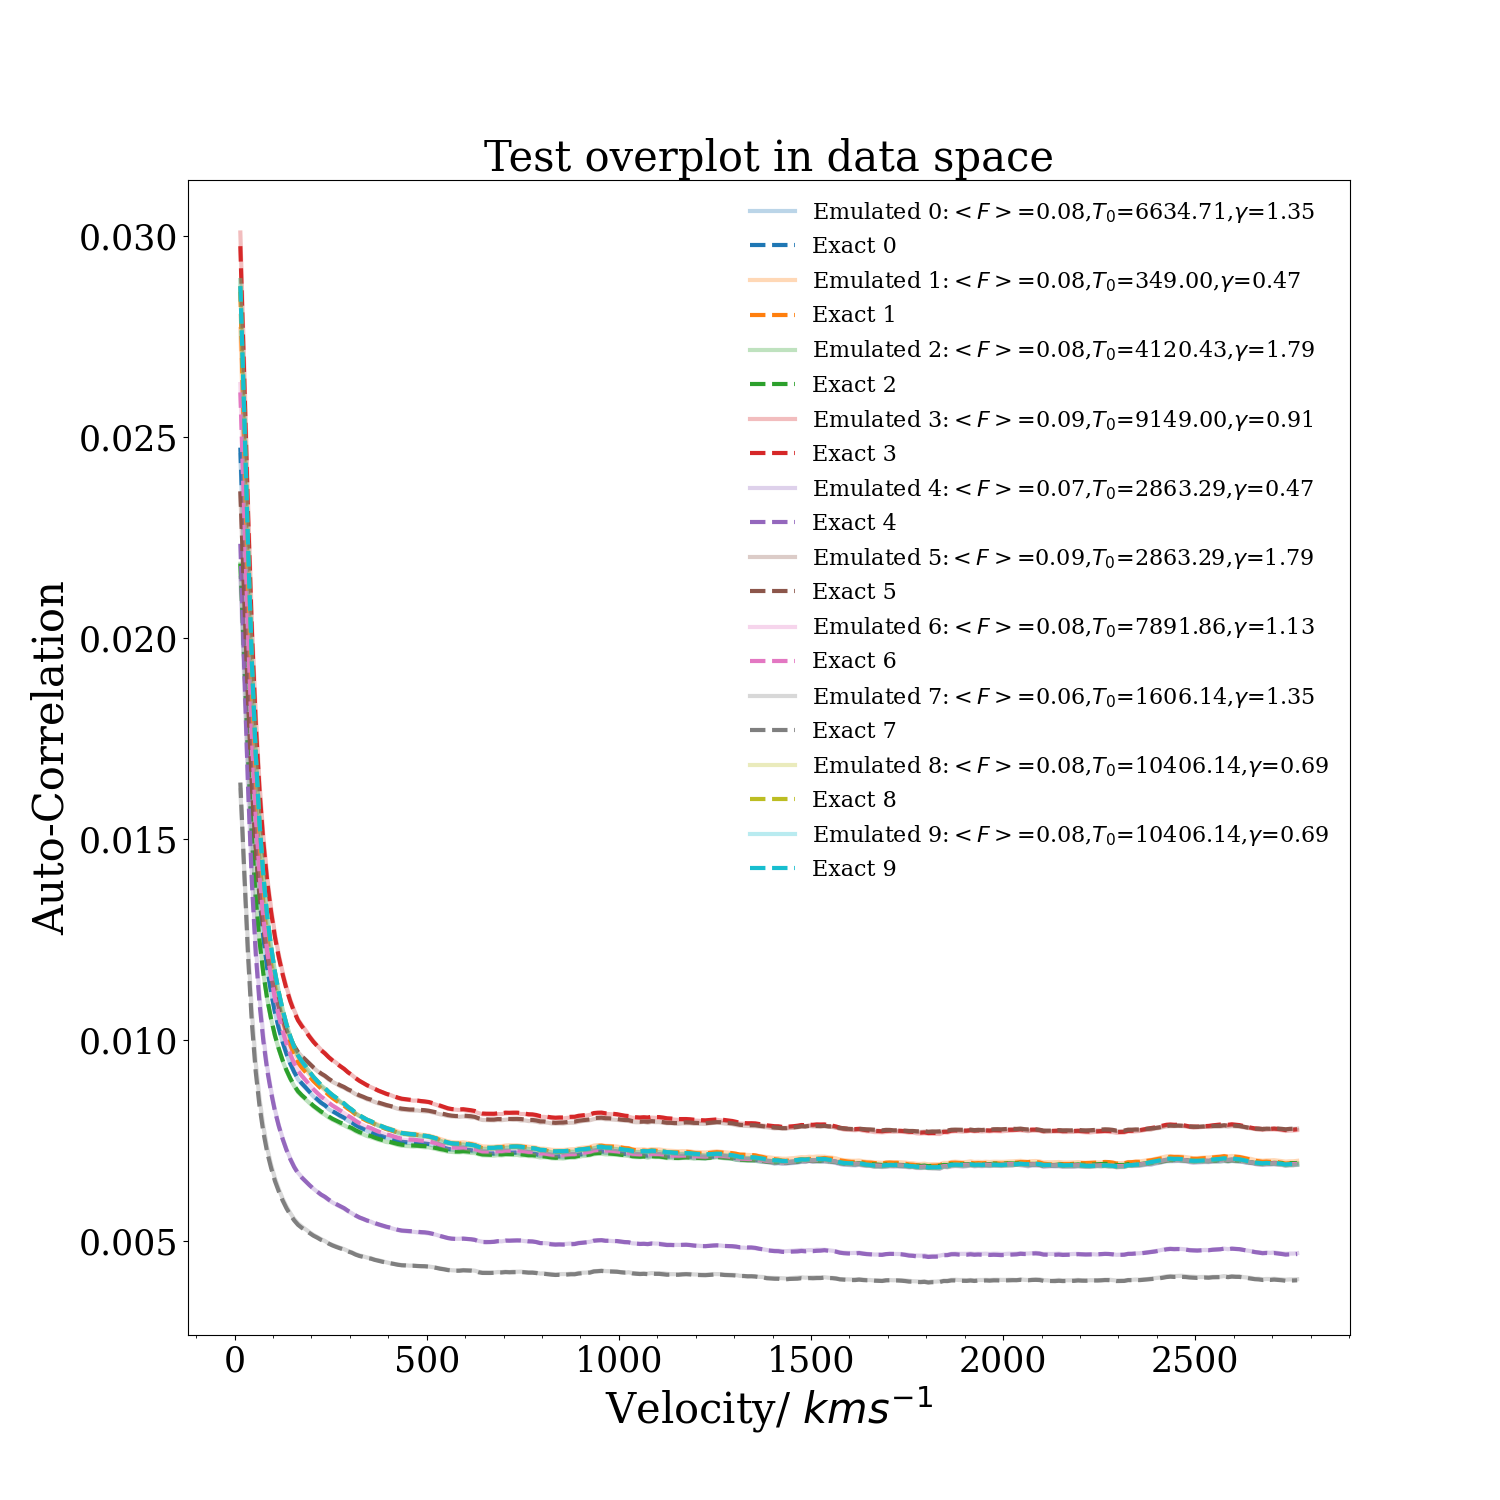 Test overplot in data space
Emulated 0: < F > =0.08,T₀=6634.71,γ=1.35
Exact 0
Emulated 1: < F > =0.08,T₀=349.00,γ=0.47
Exact 1
Emulated 2: < F > =0.08,T₀=4120.43,γ=1.79
Exact 2
Emulated 3: < F > =0.09,T₀=9149.00,γ=0.91
Exact 3
Emulated 4: < F > =0.07,T₀=2863.29,γ=0.47
Exact 4
Emulated 5: < F > =0.09,T₀=2863.29,γ=1.79
Exact 5
Emulated 6: < F > =0.08,T₀=7891.86,γ=1.13
Exact 6
Emulated 7: < F > =0.06,T₀=1606.14,γ=1.35
Exact 7
Emulated 8: < F > =0.08,T₀=10406.14,γ=0.69
Exact 8
Emulated 9: < F > =0.08,T₀=10406.14,γ=0.69
Exact 9
Auto-Correlation
0.030
0.025
0.020
0.015
0.010
0.005
0 500 1000 1500 2000 2500
Velocity/ kms⁻¹